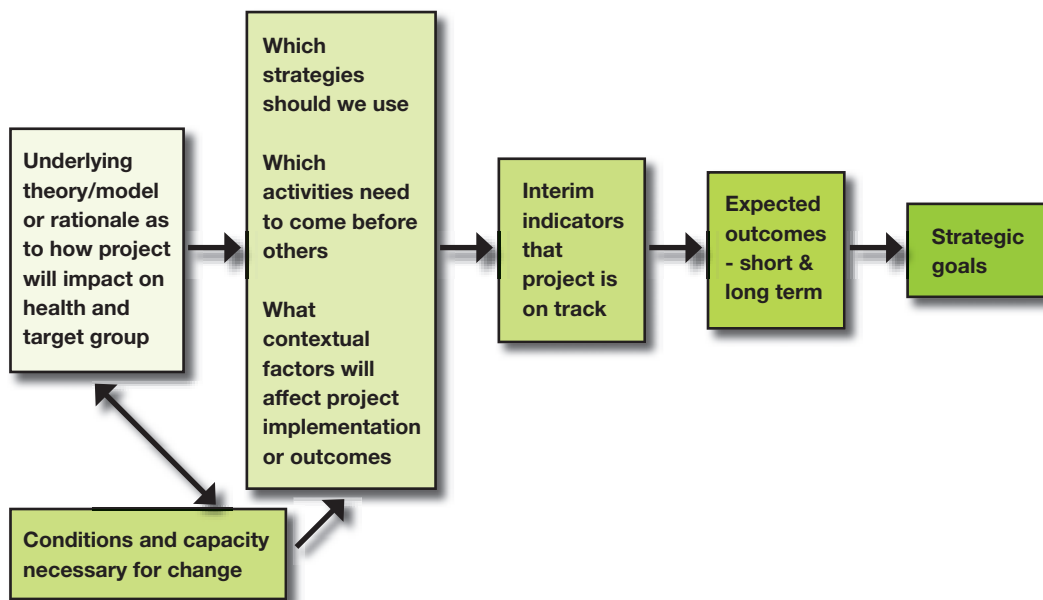 Underlying
theory/model
or rationale as
to how project
will impact on
health and
target group
Conditions and capacity
necessary for change
Which
strategies
should we use
Which
activities need
to come before
others
What
contextual
factors will
affect project
implementation
or outcomes
Interim
indicators
that
project is
on track
Expected
outcomes
- short &
long term
Strategic
goals